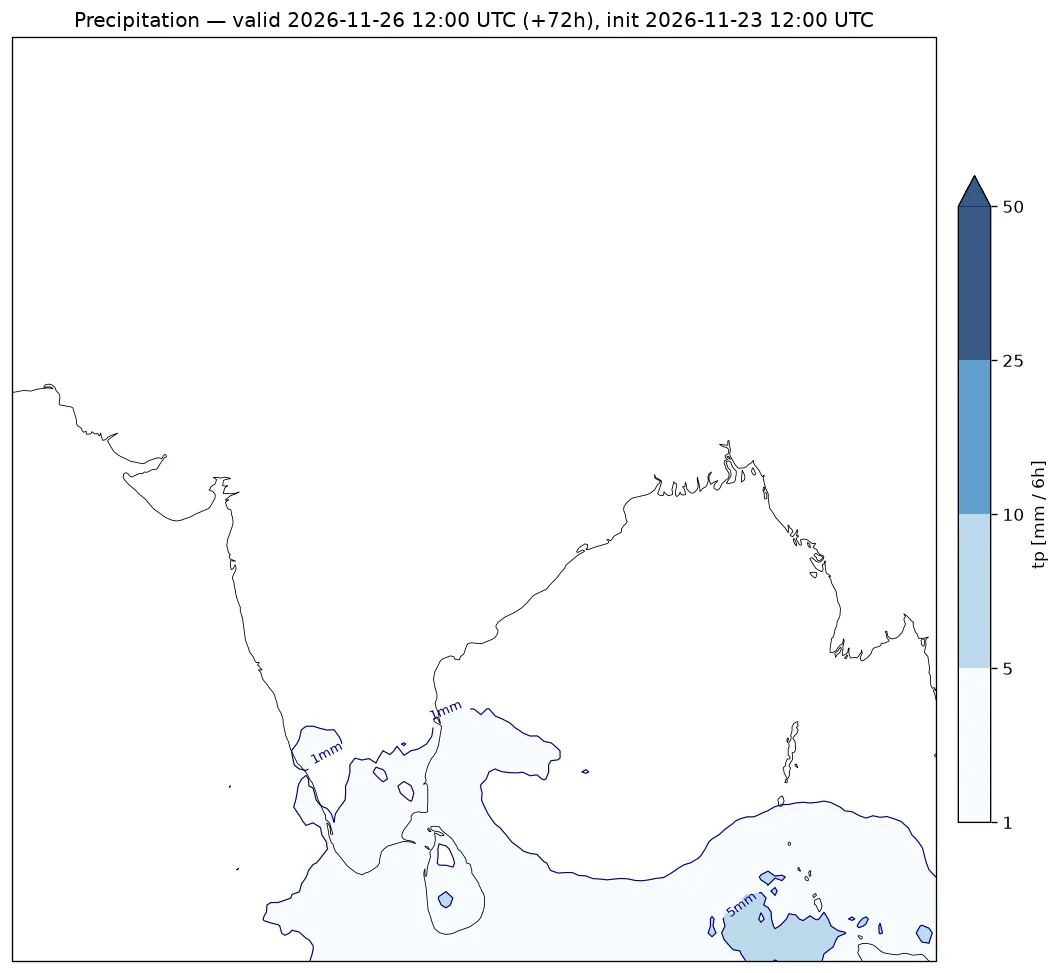 Precipitation — valid 2026-11-26 12:00 UTC (+72h), init 2026-11-23 12:00 UTC
50
25
10
5
1
tp [mm / 6h]
1mm
1mm
5mm